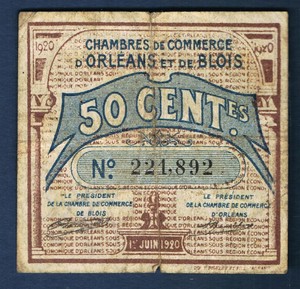 1920 1920
CHAMBRES DE COMMERCE
D'ORLÉANS ET DE BLOIS
50 CENTES.
No. 221,892
LE PRÉSIDENT
DE LA CHAMBRE DE COMMERCE
DE BLOIS
LE PRÉSIDENT
DE LA CHAMBRE DE COMMERCE
D'ORLÉANS
1er JUIN 1920